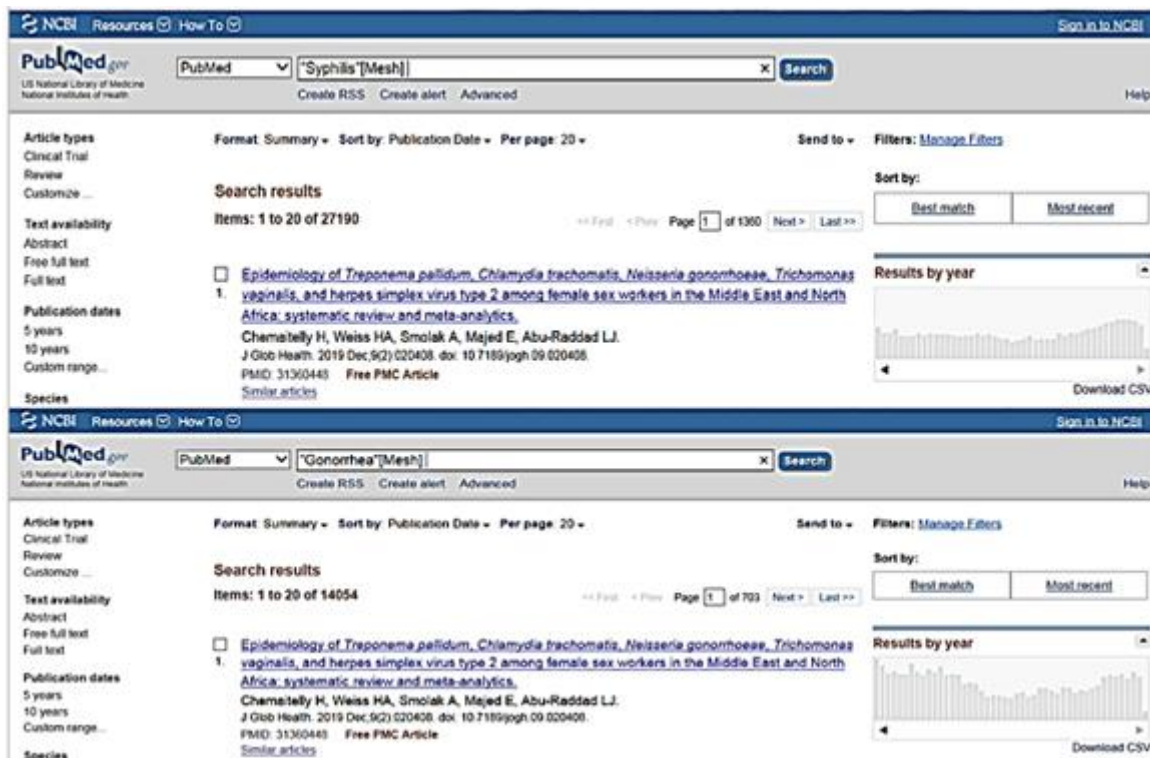 NCBI Resources How To Sign in to NCBI
PubMed.gov
US National Library of Medicine
National Institutes of Health
PubMed "Syphilis"[Mesh] × Search
Create RSS Create alert Advanced Help
Article types
Clinical Trial
Review
Customize ...
Text availability
Abstract
Free full text
Full text
Publication dates
5 years
10 years
Custom range...
Species
Format: Summary Sort by: Publication Date Per page: 20 Send to
Search results
Items: 1 to 20 of 27190 << First < Prev Page 1 of 1360 Next > Last >>
1. Epidemiology of Treponema pallidum, Chlamydia trachomatis, Neisseria gonorrhoeae, Trichomonas
vaginalis, and herpes simplex virus type 2 among female sex workers in the Middle East and North
Africa: systematic review and meta-analytics.
Chemaitelly H, Weiss HA, Smolak A, Majed E, Abu-Raddad LJ.
J Glob Health. 2019 Dec;9(2):020408. doi: 10.7189/jogh.09.020408.
PMID: 31360448 Free PMC Article
Similar articles
Filters: Manage Filters
Sort by:
Best match Most recent
Results by year
Download CSV
NCBI Resources How To Sign in to NCBI
PubMed.gov
US National Library of Medicine
National Institutes of Health
PubMed "Gonorrhea"[Mesh] × Search
Create RSS Create alert Advanced Help
Article types
Clinical Trial
Review
Customize ...
Text availability
Abstract
Free full text
Full text
Publication dates
5 years
10 years
Custom range...
Species
Format: Summary Sort by: Publication Date Per page: 20 Send to
Search results
Items: 1 to 20 of 14054 << First < Prev Page 1 of 703 Next > Last >>
1. Epidemiology of Treponema pallidum, Chlamydia trachomatis, Neisseria gonorrhoeae, Trichomonas
vaginalis, and herpes simplex virus type 2 among female sex workers in the Middle East and North
Africa: systematic review and meta-analytics.
Chemaitelly H, Weiss HA, Smolak A, Majed E, Abu-Raddad LJ.
J Glob Health. 2019 Dec;9(2):020408. doi: 10.7189/jogh.09.020408.
PMID: 31360448 Free PMC Article
Similar articles
Filters: Manage Filters
Sort by:
Best match Most recent
Results by year
Download CSV